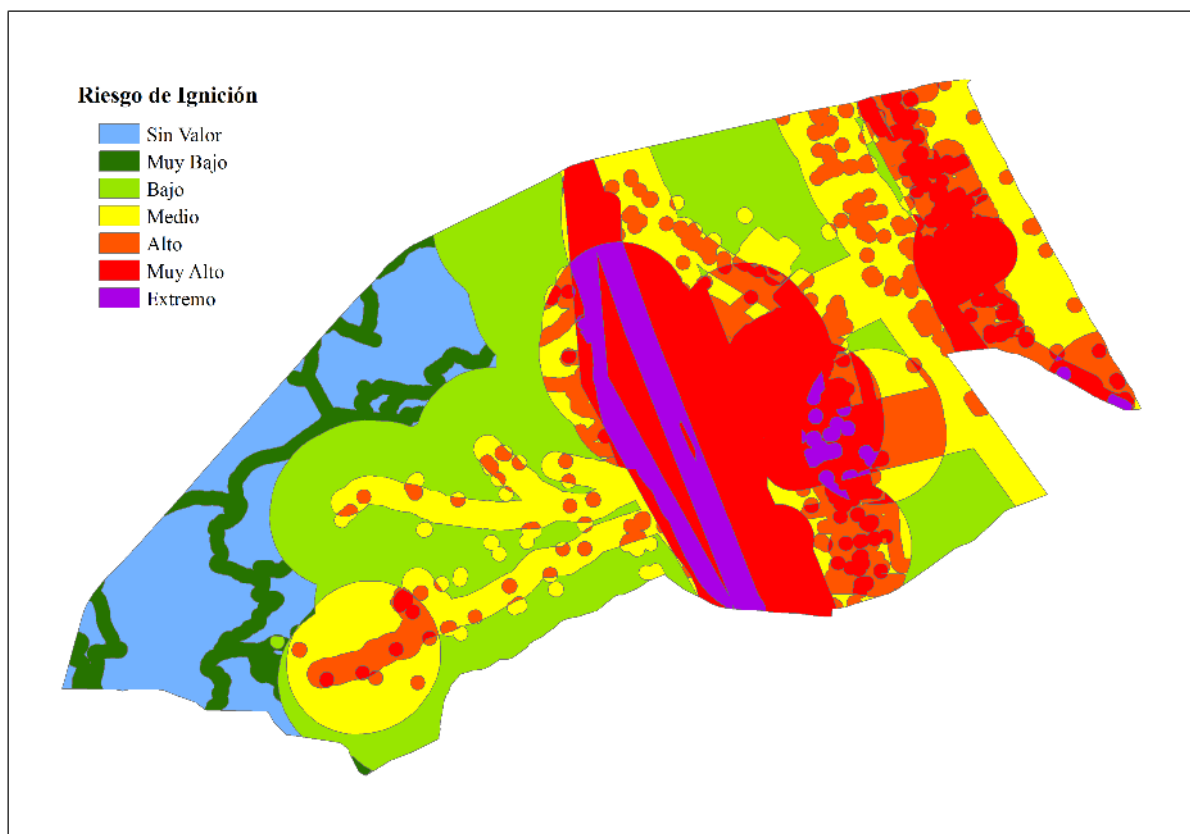 Riesgo de Ignición
Sin Valor
Muy Bajo
Bajo
Medio
Alto
Muy Alto
Extremo